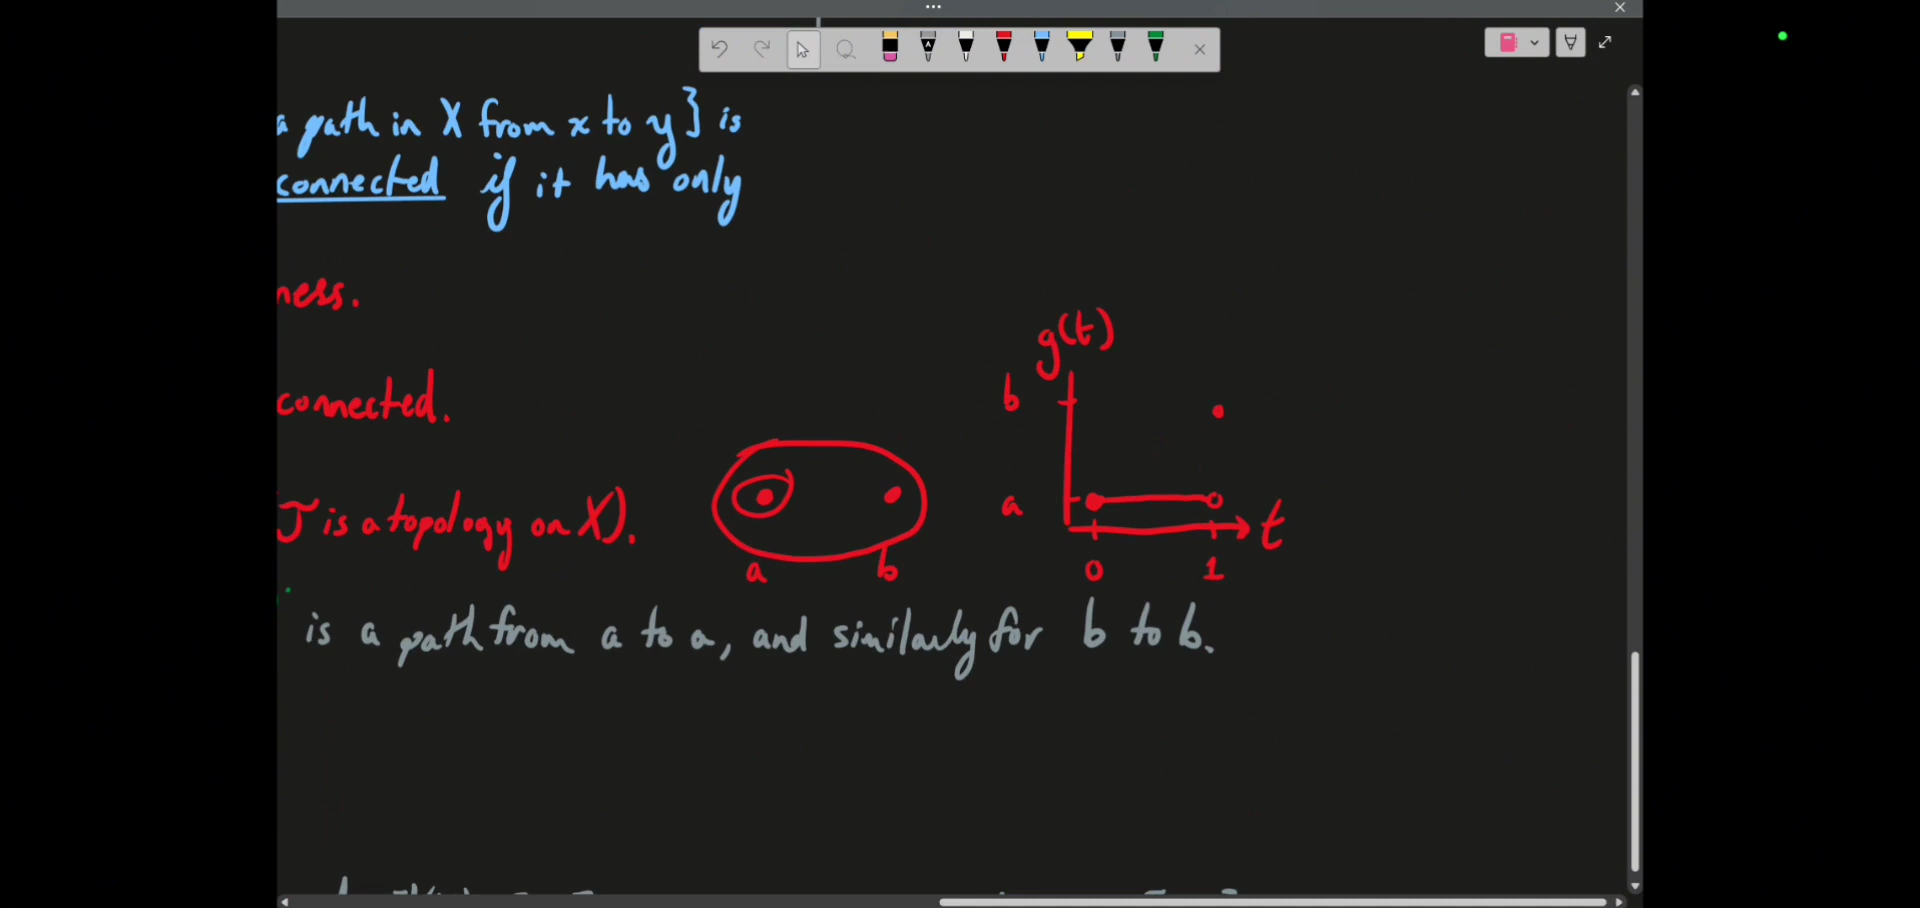 a path in X from x to y} is
connected if it has only
ness.
connected.
J is a topology on X).
g(t)
b
a
t
0 1
a b
is a path from a to a, and similarly for b to b.